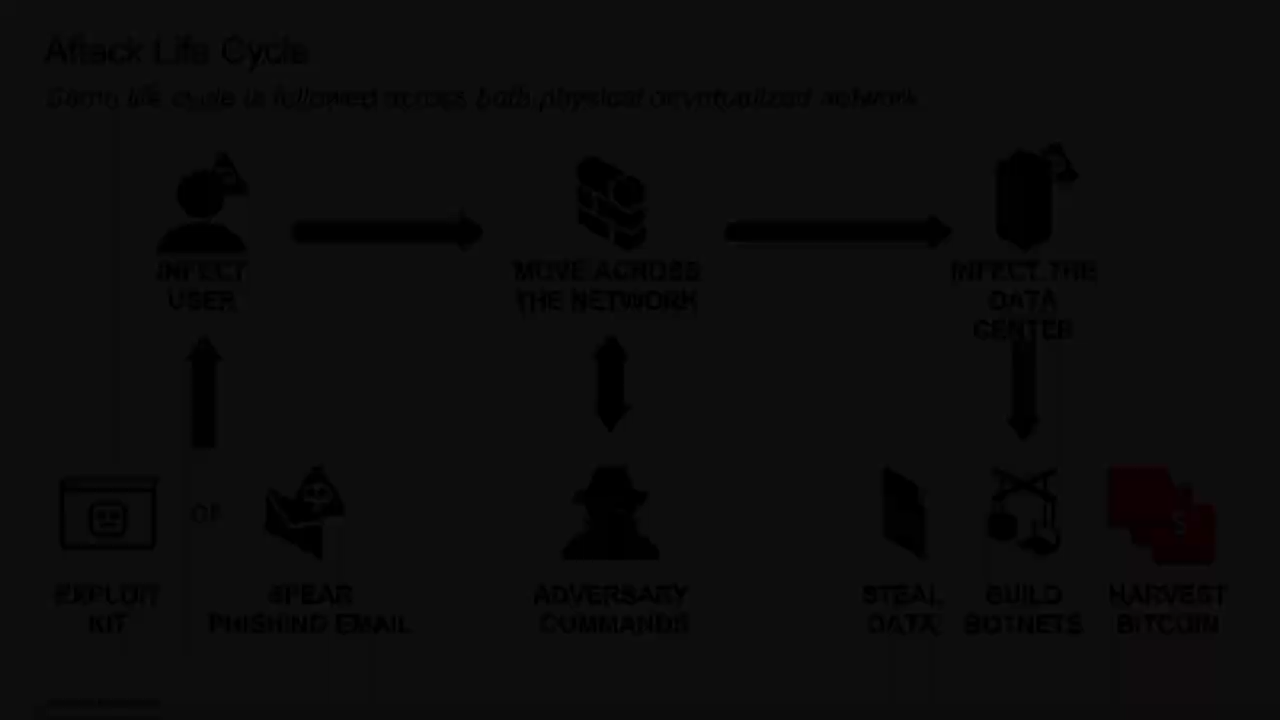 Attack Life Cycle
Same life cycle is followed across both physical or virtualized network
INFECT
USER
MOVE ACROSS
THE NETWORK
INFECT THE
DATA
CENTER
OR
EXPLOIT
KIT
SPEAR
PHISHING EMAIL
ADVERSARY
COMMANDS
STEAL
DATA
BUILD
BOTNETS
$
HARVEST
BITCOIN